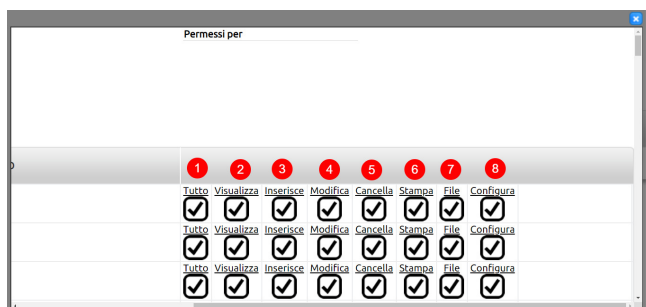 Permessi per
1 2 3 4 5 6 7 8
Tutto Visualizza Inserisce Modifica Cancella Stampa File Configura
Tutto Visualizza Inserisce Modifica Cancella Stampa File Configura
Tutto Visualizza Inserisce Modifica Cancella Stampa File Configura